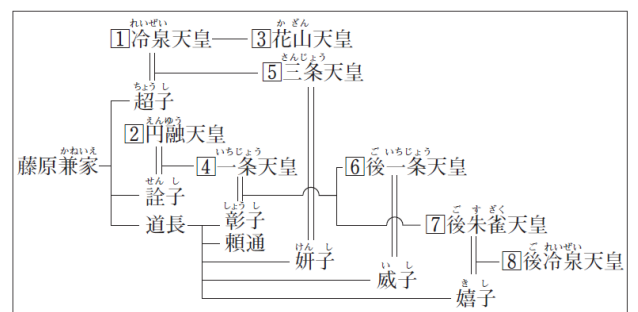 れいぜい
1冷泉天皇
かざん
3花山天皇
さんじょう
5三条天皇
ちょうし
超子
えんゆう
2円融天皇
かねいえ
藤原兼家
いちじょう
4一条天皇
ごいちじょう
6後一条天皇
せんし
詮子
道長
しょうし
彰子
ごすざく
7後朱雀天皇
頼通
けんし
妍子
ごれいぜい
8後冷泉天皇
いし
威子
きし
嬉子